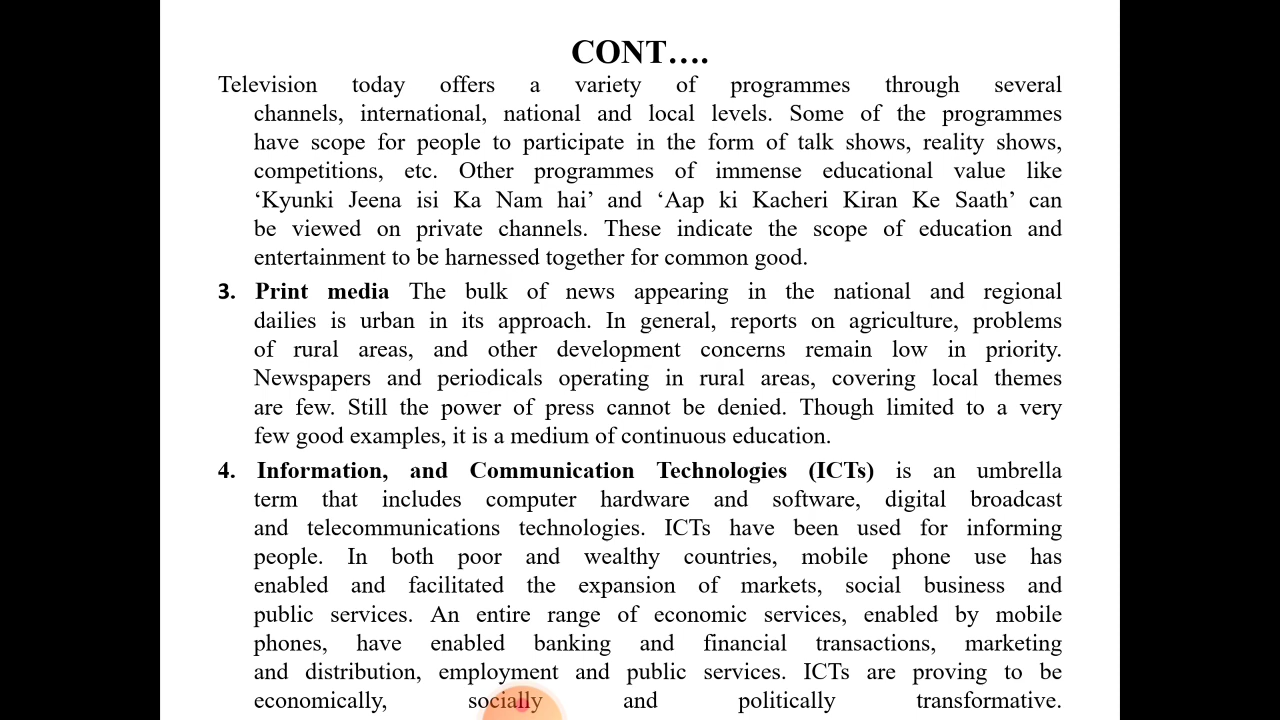 CONT….
Television today offers a variety of programmes through several
channels, international, national and local levels. Some of the programmes
have scope for people to participate in the form of talk shows, reality shows,
competitions, etc. Other programmes of immense educational value like
‘Kyunki Jeena isi Ka Nam hai’ and ‘Aap ki Kacheri Kiran Ke Saath’ can
be viewed on private channels. These indicate the scope of education and
entertainment to be harnessed together for common good.
3. Print media The bulk of news appearing in the national and regional
dailies is urban in its approach. In general, reports on agriculture, problems
of rural areas, and other development concerns remain low in priority.
Newspapers and periodicals operating in rural areas, covering local themes
are few. Still the power of press cannot be denied. Though limited to a very
few good examples, it is a medium of continuous education.
4. Information, and Communication Technologies (ICTs) is an umbrella
term that includes computer hardware and software, digital broadcast
and telecommunications technologies. ICTs have been used for informing
people. In both poor and wealthy countries, mobile phone use has
enabled and facilitated the expansion of markets, social business and
public services. An entire range of economic services, enabled by mobile
phones, have enabled banking and financial transactions, marketing
and distribution, employment and public services. ICTs are proving to be
economically, socially and politically transformative.